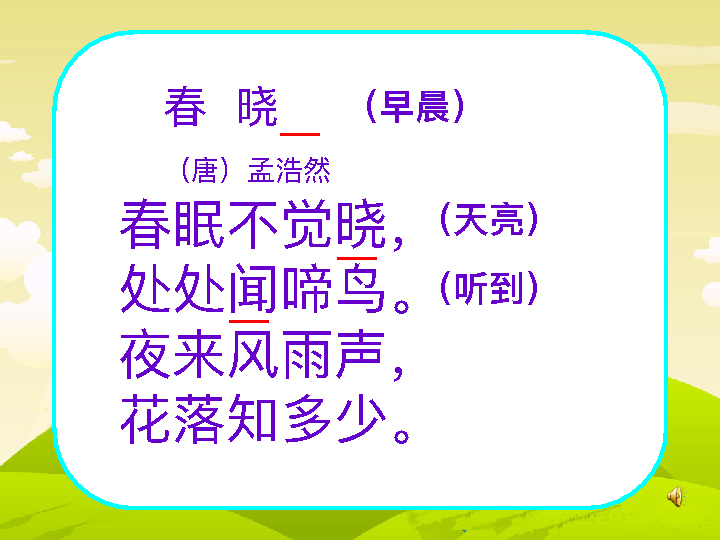 春 晓 （早晨）
（唐）孟浩然
春眠不觉晓，（天亮）
处处闻啼鸟。（听到）
夜来风雨声，
花落知多少。